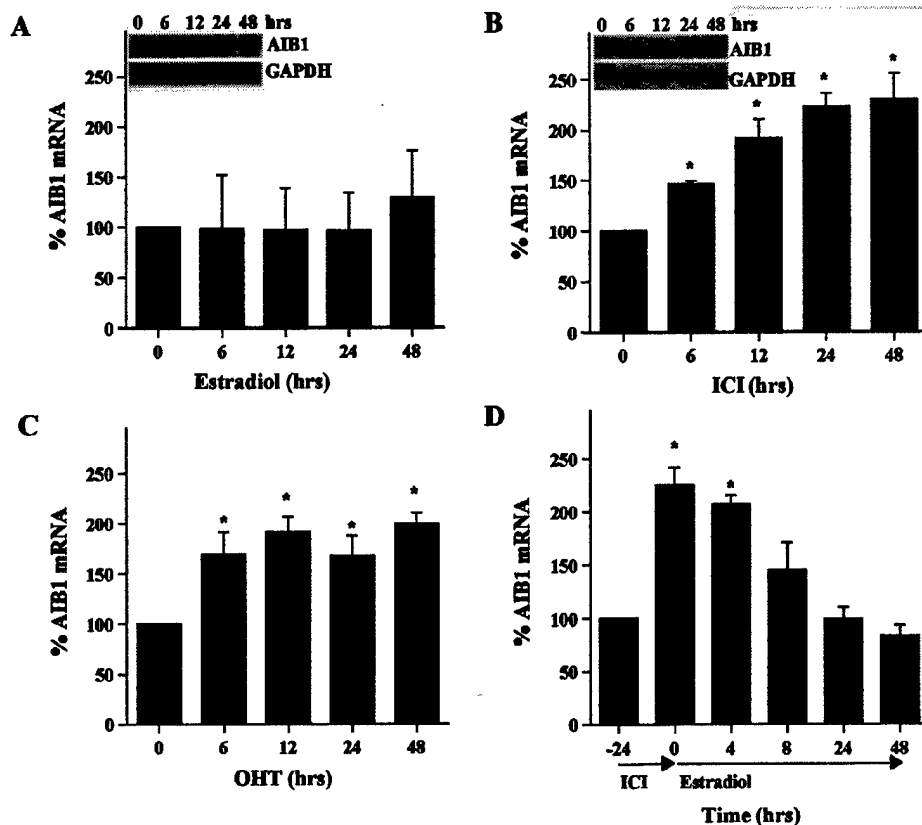 A
0 6 12 24 48 hrs
AIB1
GAPDH
% AIB1 mRNA
250
200
150
100
50
0
0 6 12 24 48
Estradiol (hrs)
B
0 6 12 24 48 hrs
AIB1
GAPDH
% AIB1 mRNA
250
200
150
100
50
0
* * * *
0 6 12 24 48
ICI (hrs)
C
% AIB1 mRNA
250
200
150
100
50
0
* * * *
0 6 12 24 48
OHT (hrs)
D
% AIB1 mRNA
250
200
150
100
50
0
* *
-24 0 4 8 24 48
ICI Estradiol
Time (hrs)